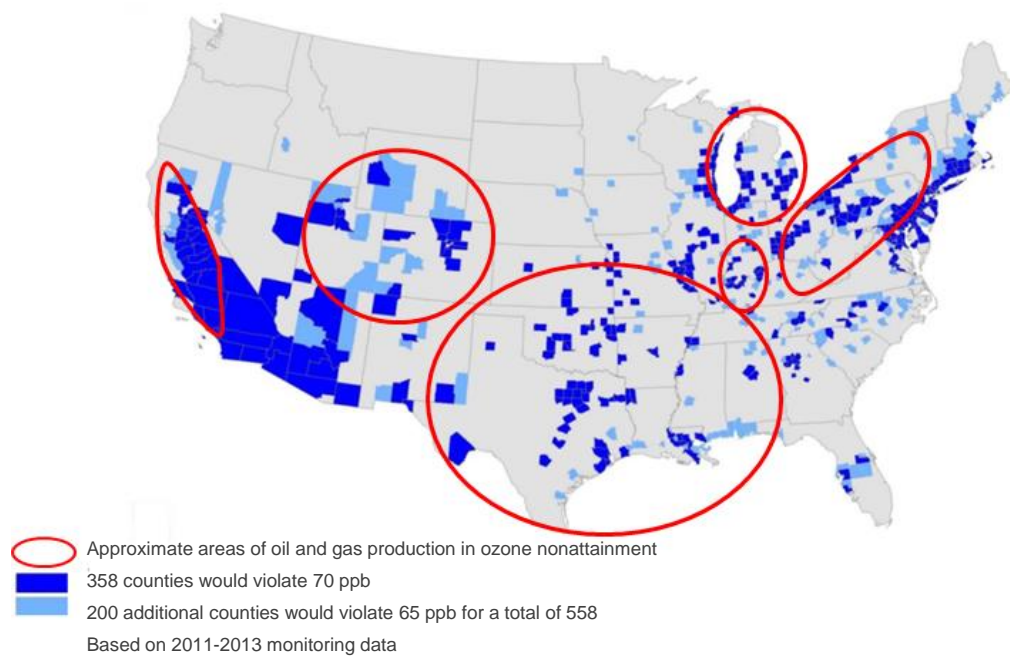 Approximate areas of oil and gas production in ozone nonattainment
358 counties would violate 70 ppb
200 additional counties would violate 65 ppb for a total of 558
Based on 2011-2013 monitoring data